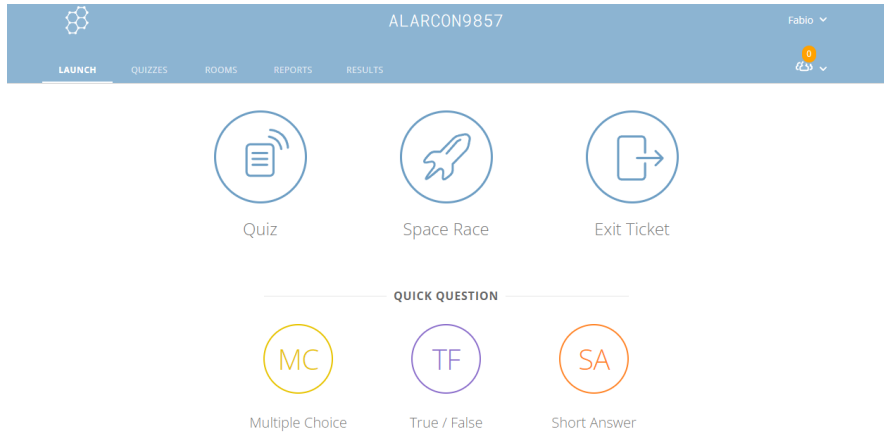 ALARCON9857
Fabio
0
LAUNCH QUIZZES ROOMS REPORTS RESULTS
Quiz Space Race Exit Ticket
QUICK QUESTION
MC TF SA
Multiple Choice True / False Short Answer